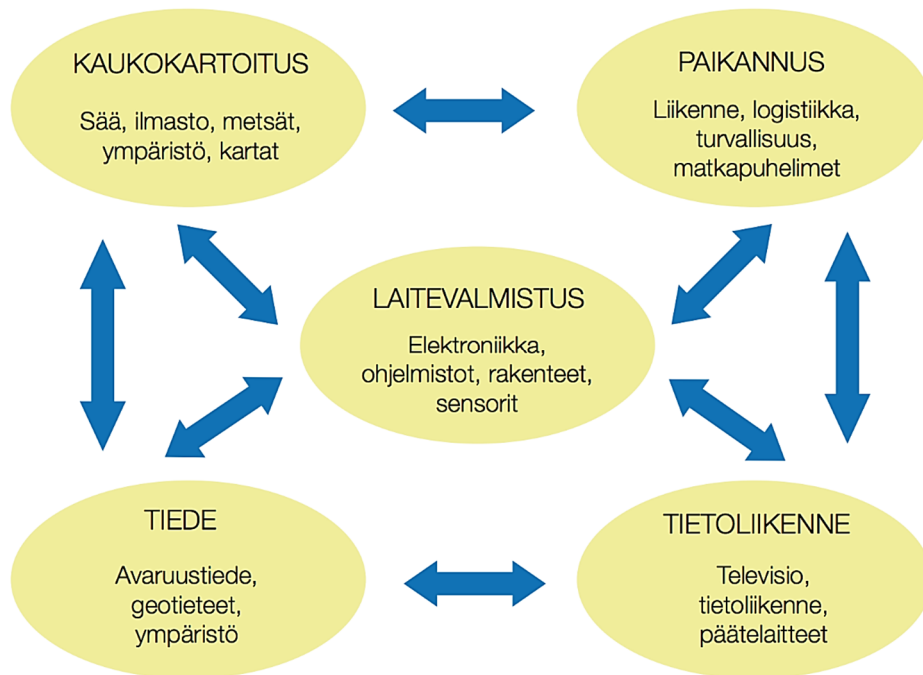 KAUKOKARTOITUS
Sää, ilmasto, metsät,
ympäristö, kartat
PAIKANNUS
Liikenne, logistiikka,
turvallisuus,
matkapuhelimet
LAITEVALMISTUS
Elektroniikka,
ohjelmistot, rakenteet,
sensorit
TIEDE
Avaruustiede,
geotieteet,
ympäristö
TIETOLIIKENNE
Televisio,
tietoliikenne,
päätelaitteet